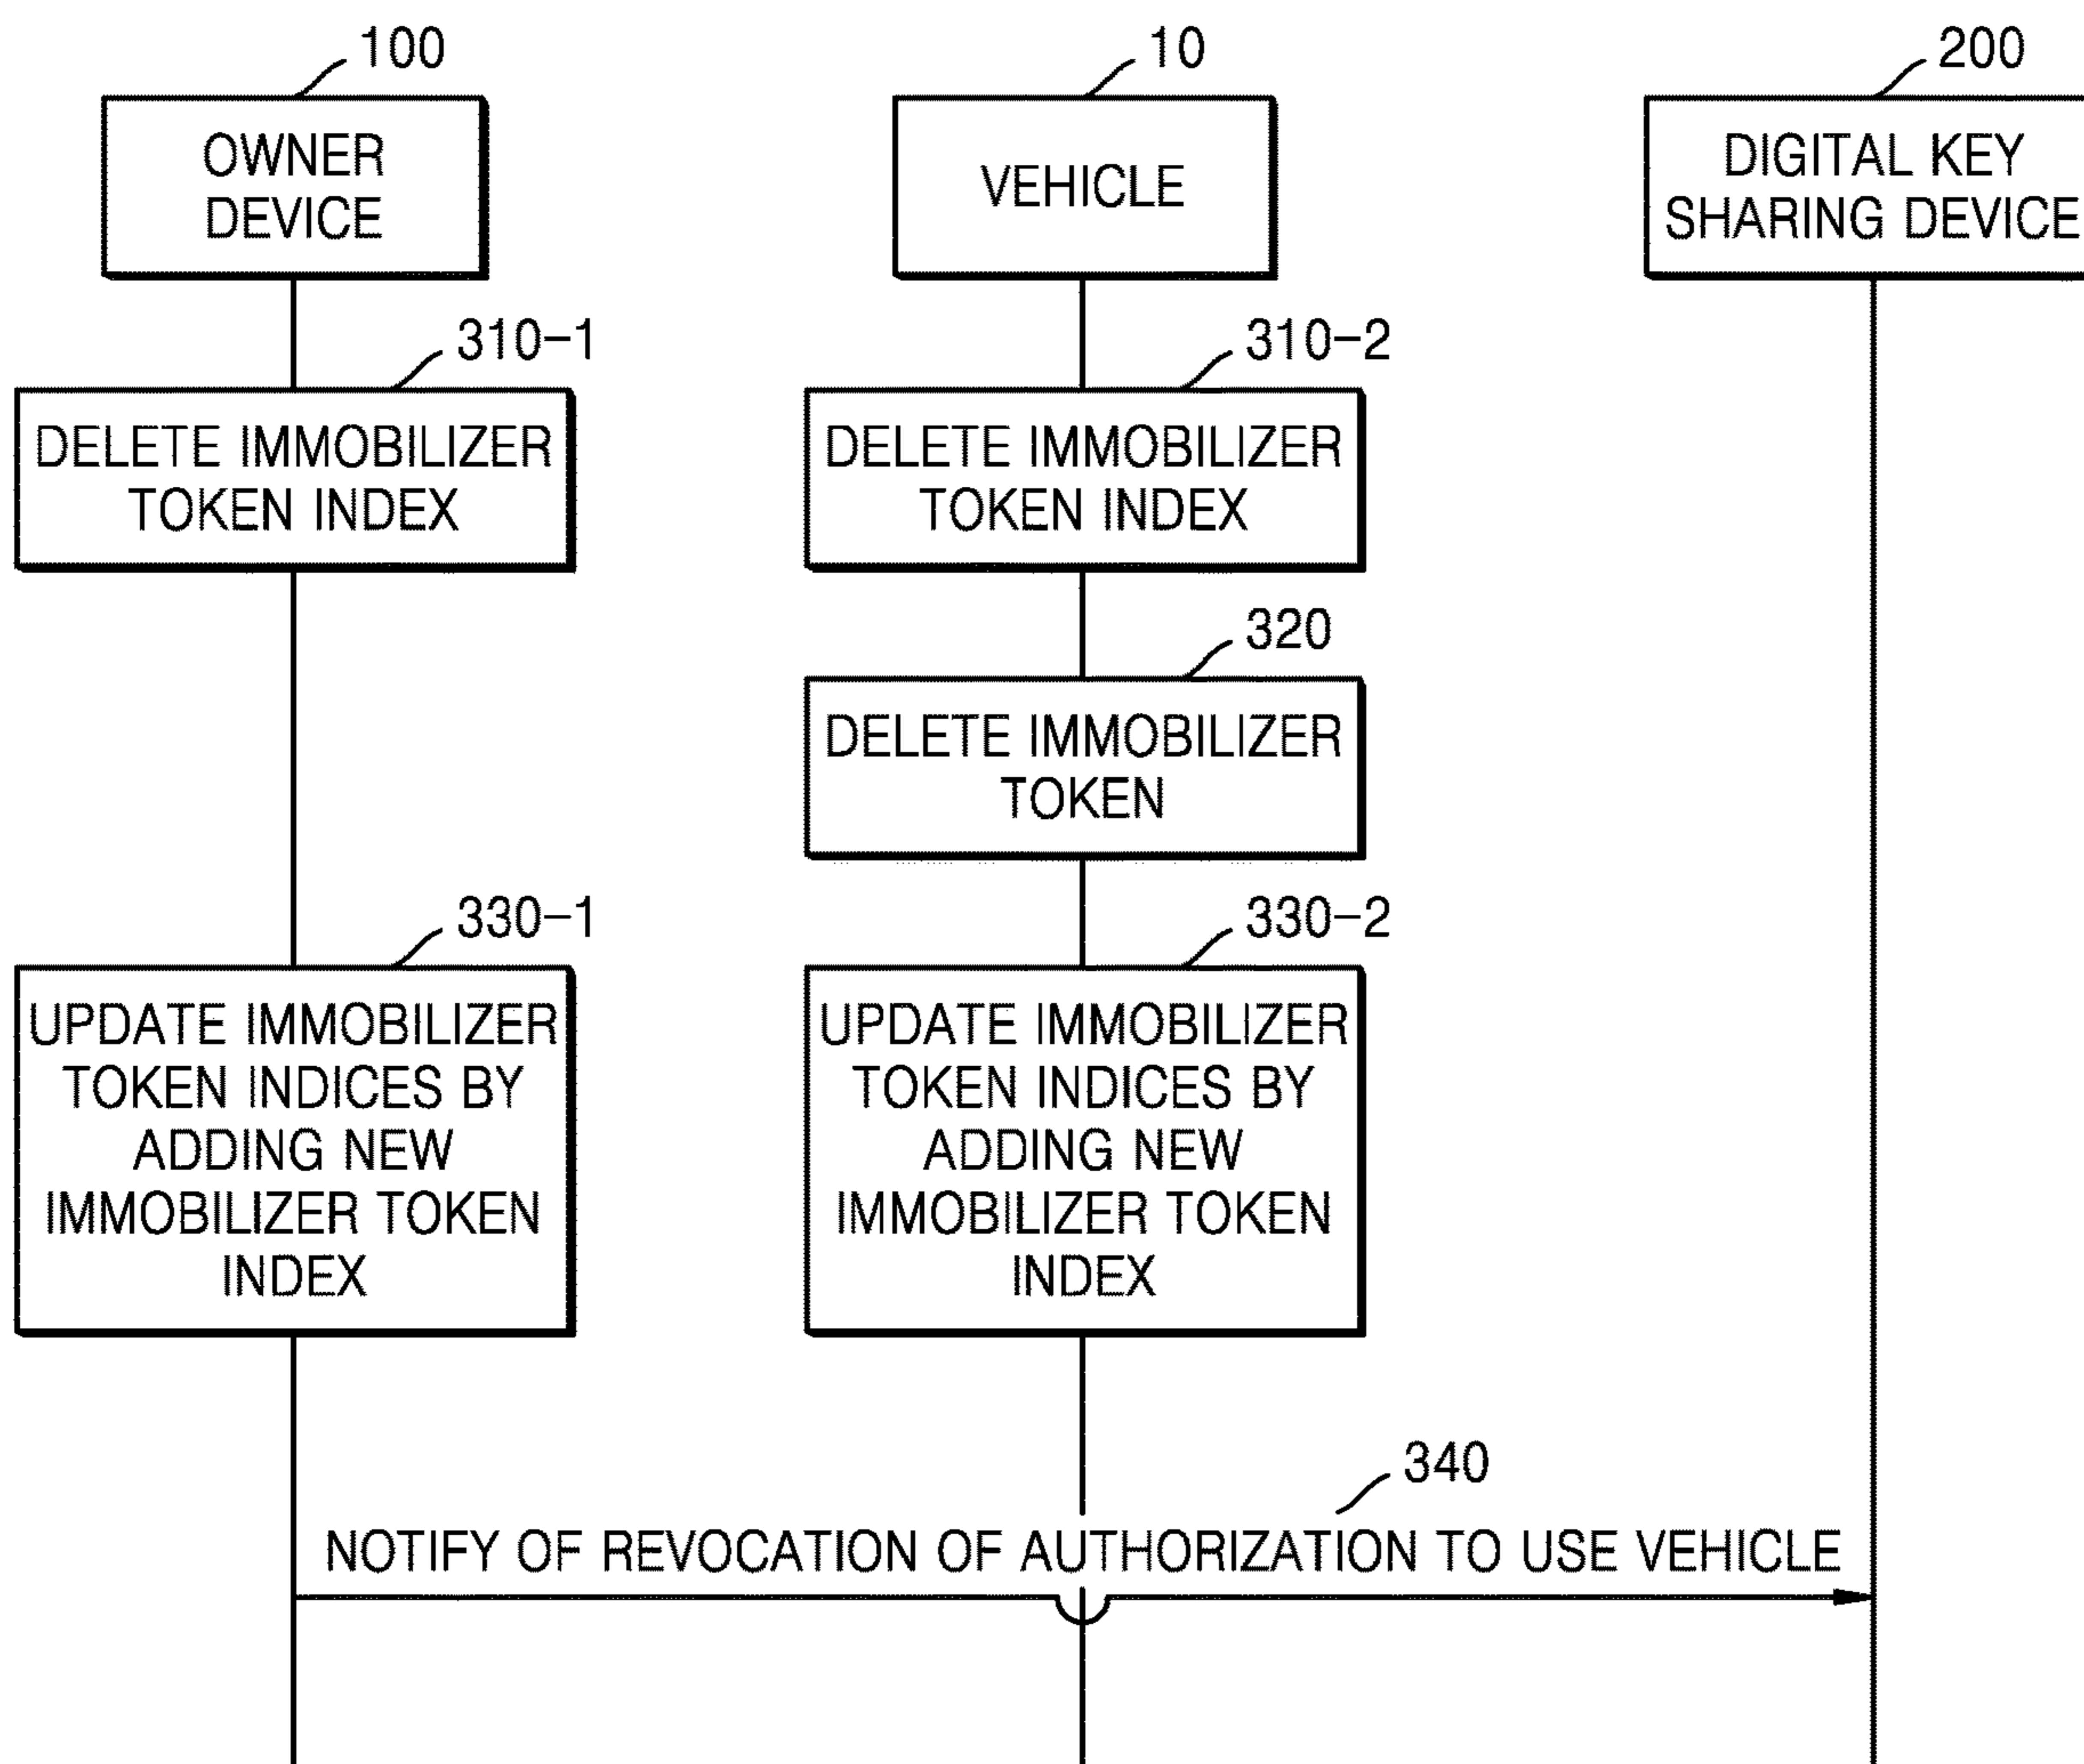 100
10
200
OWNER
DEVICE
VEHICLE
DIGITAL KEY
SHARING DEVICE
310-1
310-2
DELETE IMMOBILIZER
TOKEN INDEX
DELETE IMMOBILIZER
TOKEN INDEX
320
DELETE IMMOBILIZER
TOKEN
330-1
330-2
UPDATE IMMOBILIZER
TOKEN INDICES BY
ADDING NEW
IMMOBILIZER TOKEN
INDEX
UPDATE IMMOBILIZER
TOKEN INDICES BY
ADDING NEW
IMMOBILIZER TOKEN
INDEX
340
NOTIFY OF REVOCATION OF AUTHORIZATION TO USE VEHICLE